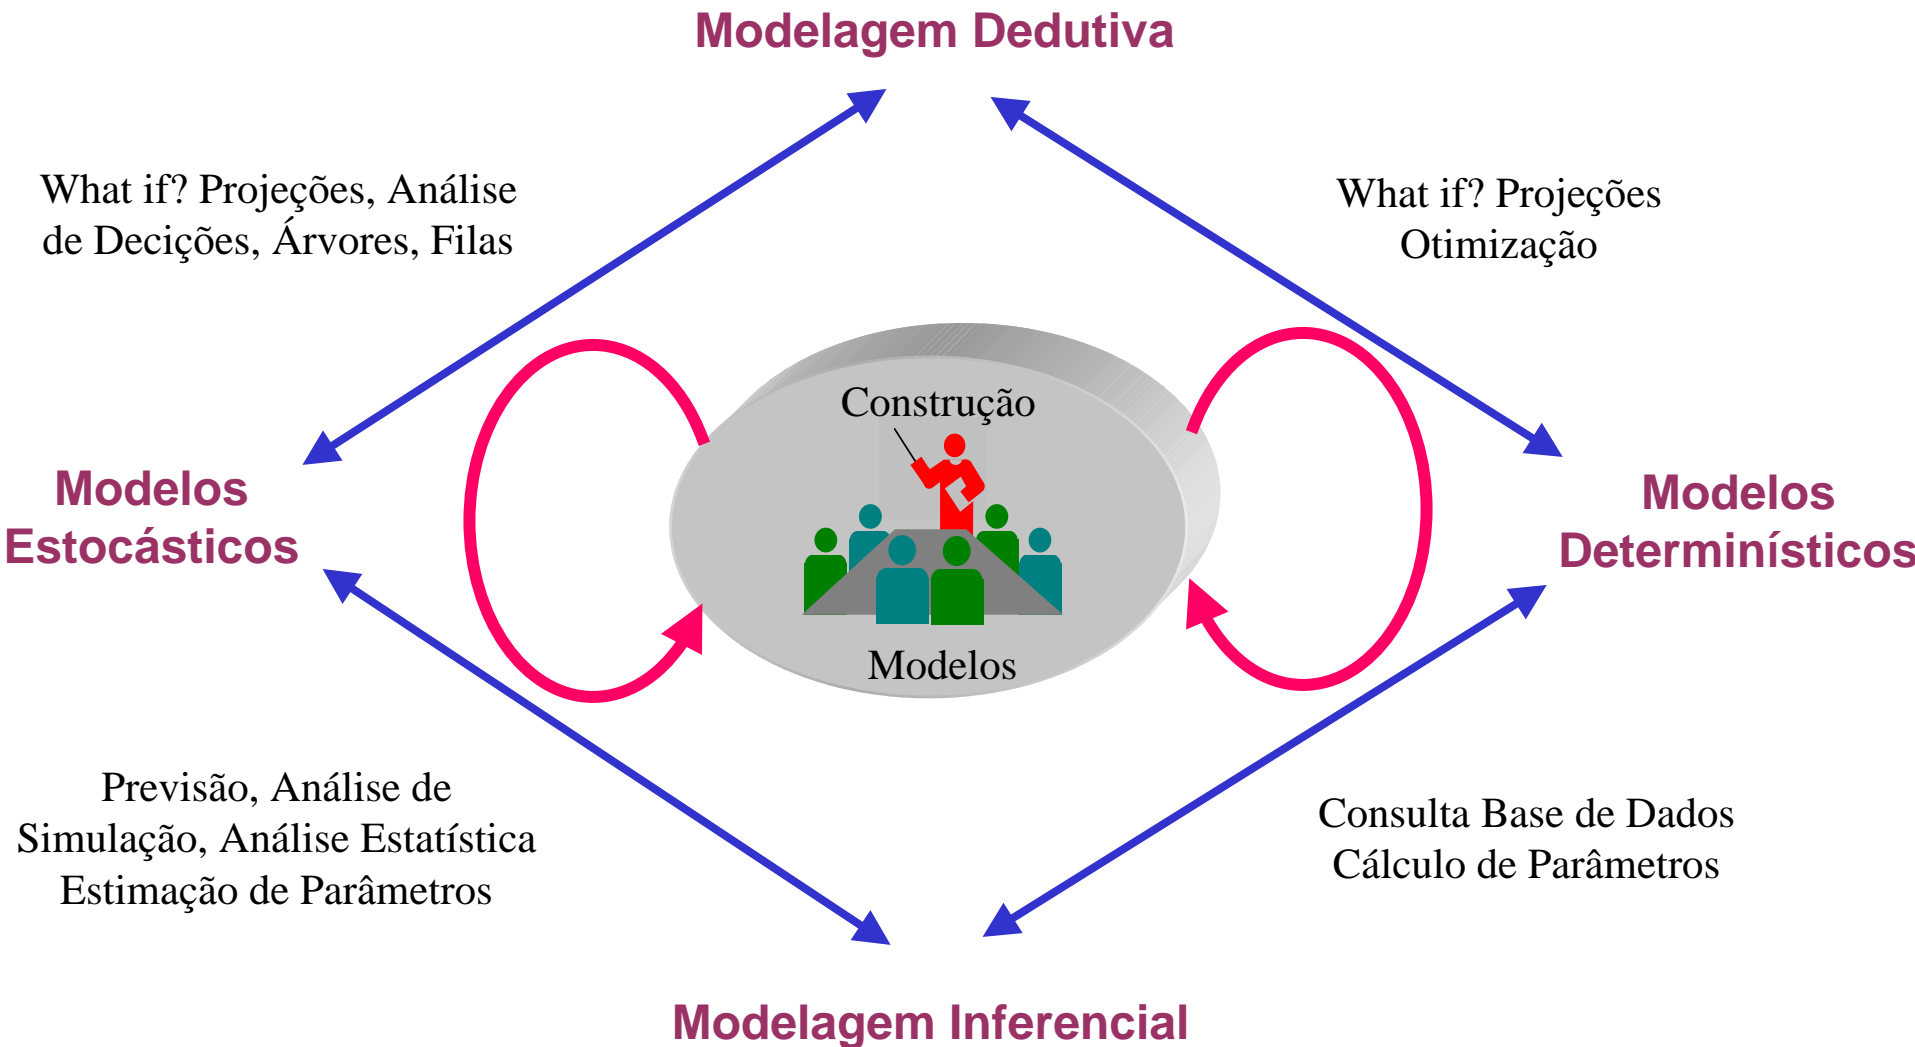 Modelagem Dedutiva
What if? Projeções, Análise
de Decições, Árvores, Filas
What if? Projeções
Otimização
Construção
Modelos
Estocásticos
Modelos
Determinísticos
Modelos
Previsão, Análise de
Simulação, Análise Estatística
Estimação de Parâmetros
Consulta Base de Dados
Cálculo de Parâmetros
Modelagem Inferencial